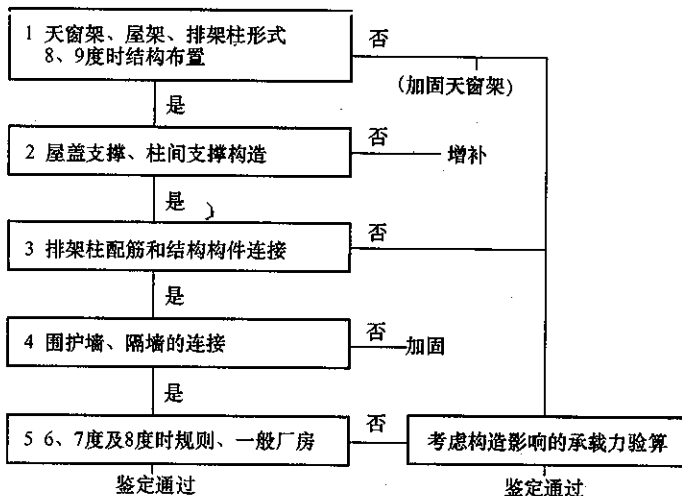 1 天窗架、屋架、排架柱形式
8、9度时结构布置
否
(加固天窗架)
是
2 屋盖支撑、柱间支撑构造
否
增补
是
3 排架柱配筋和结构构件连接
否
是
4 围护墙、隔墙的连接
否
加固
是
5 6、7度及8度时规则、一般厂房
否
考虑构造影响的承载力验算
鉴定通过
鉴定通过